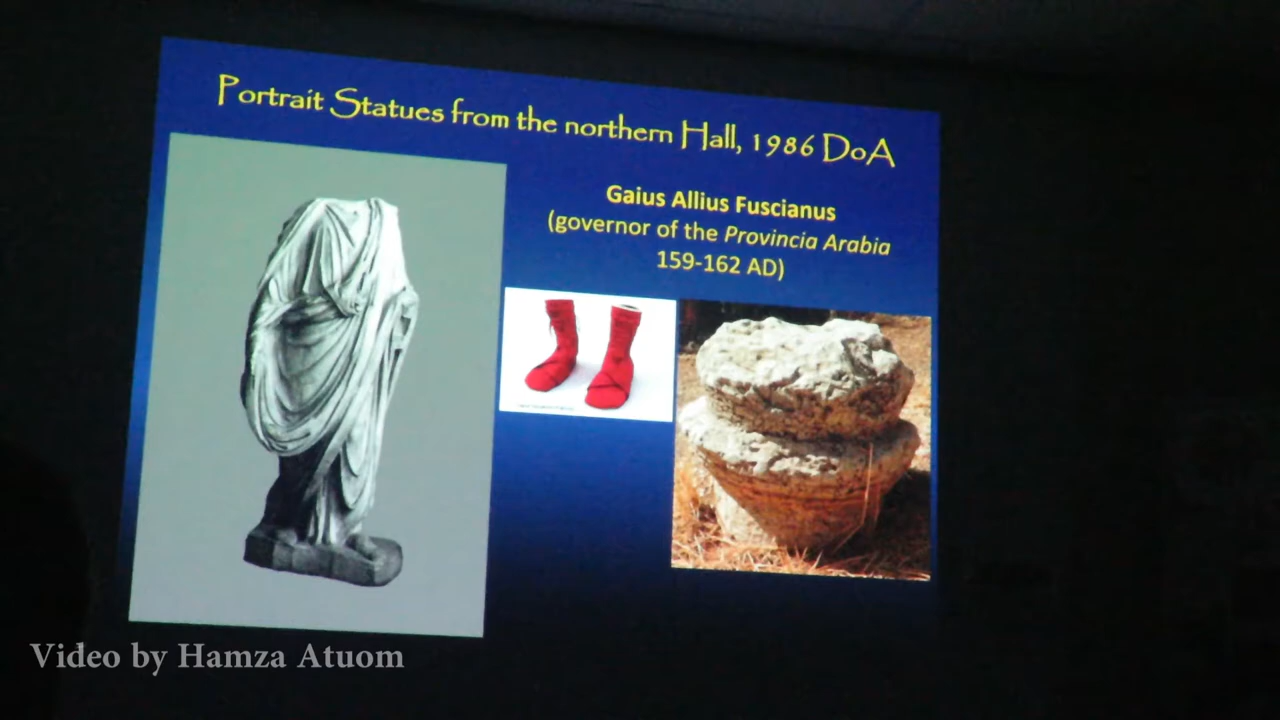 Portrait Statues from the northern Hall, 1986 DoA
Gaius Allius Fuscianus
(governor of the Provincia Arabia
159-162 AD)
Video by Hamza Atuom